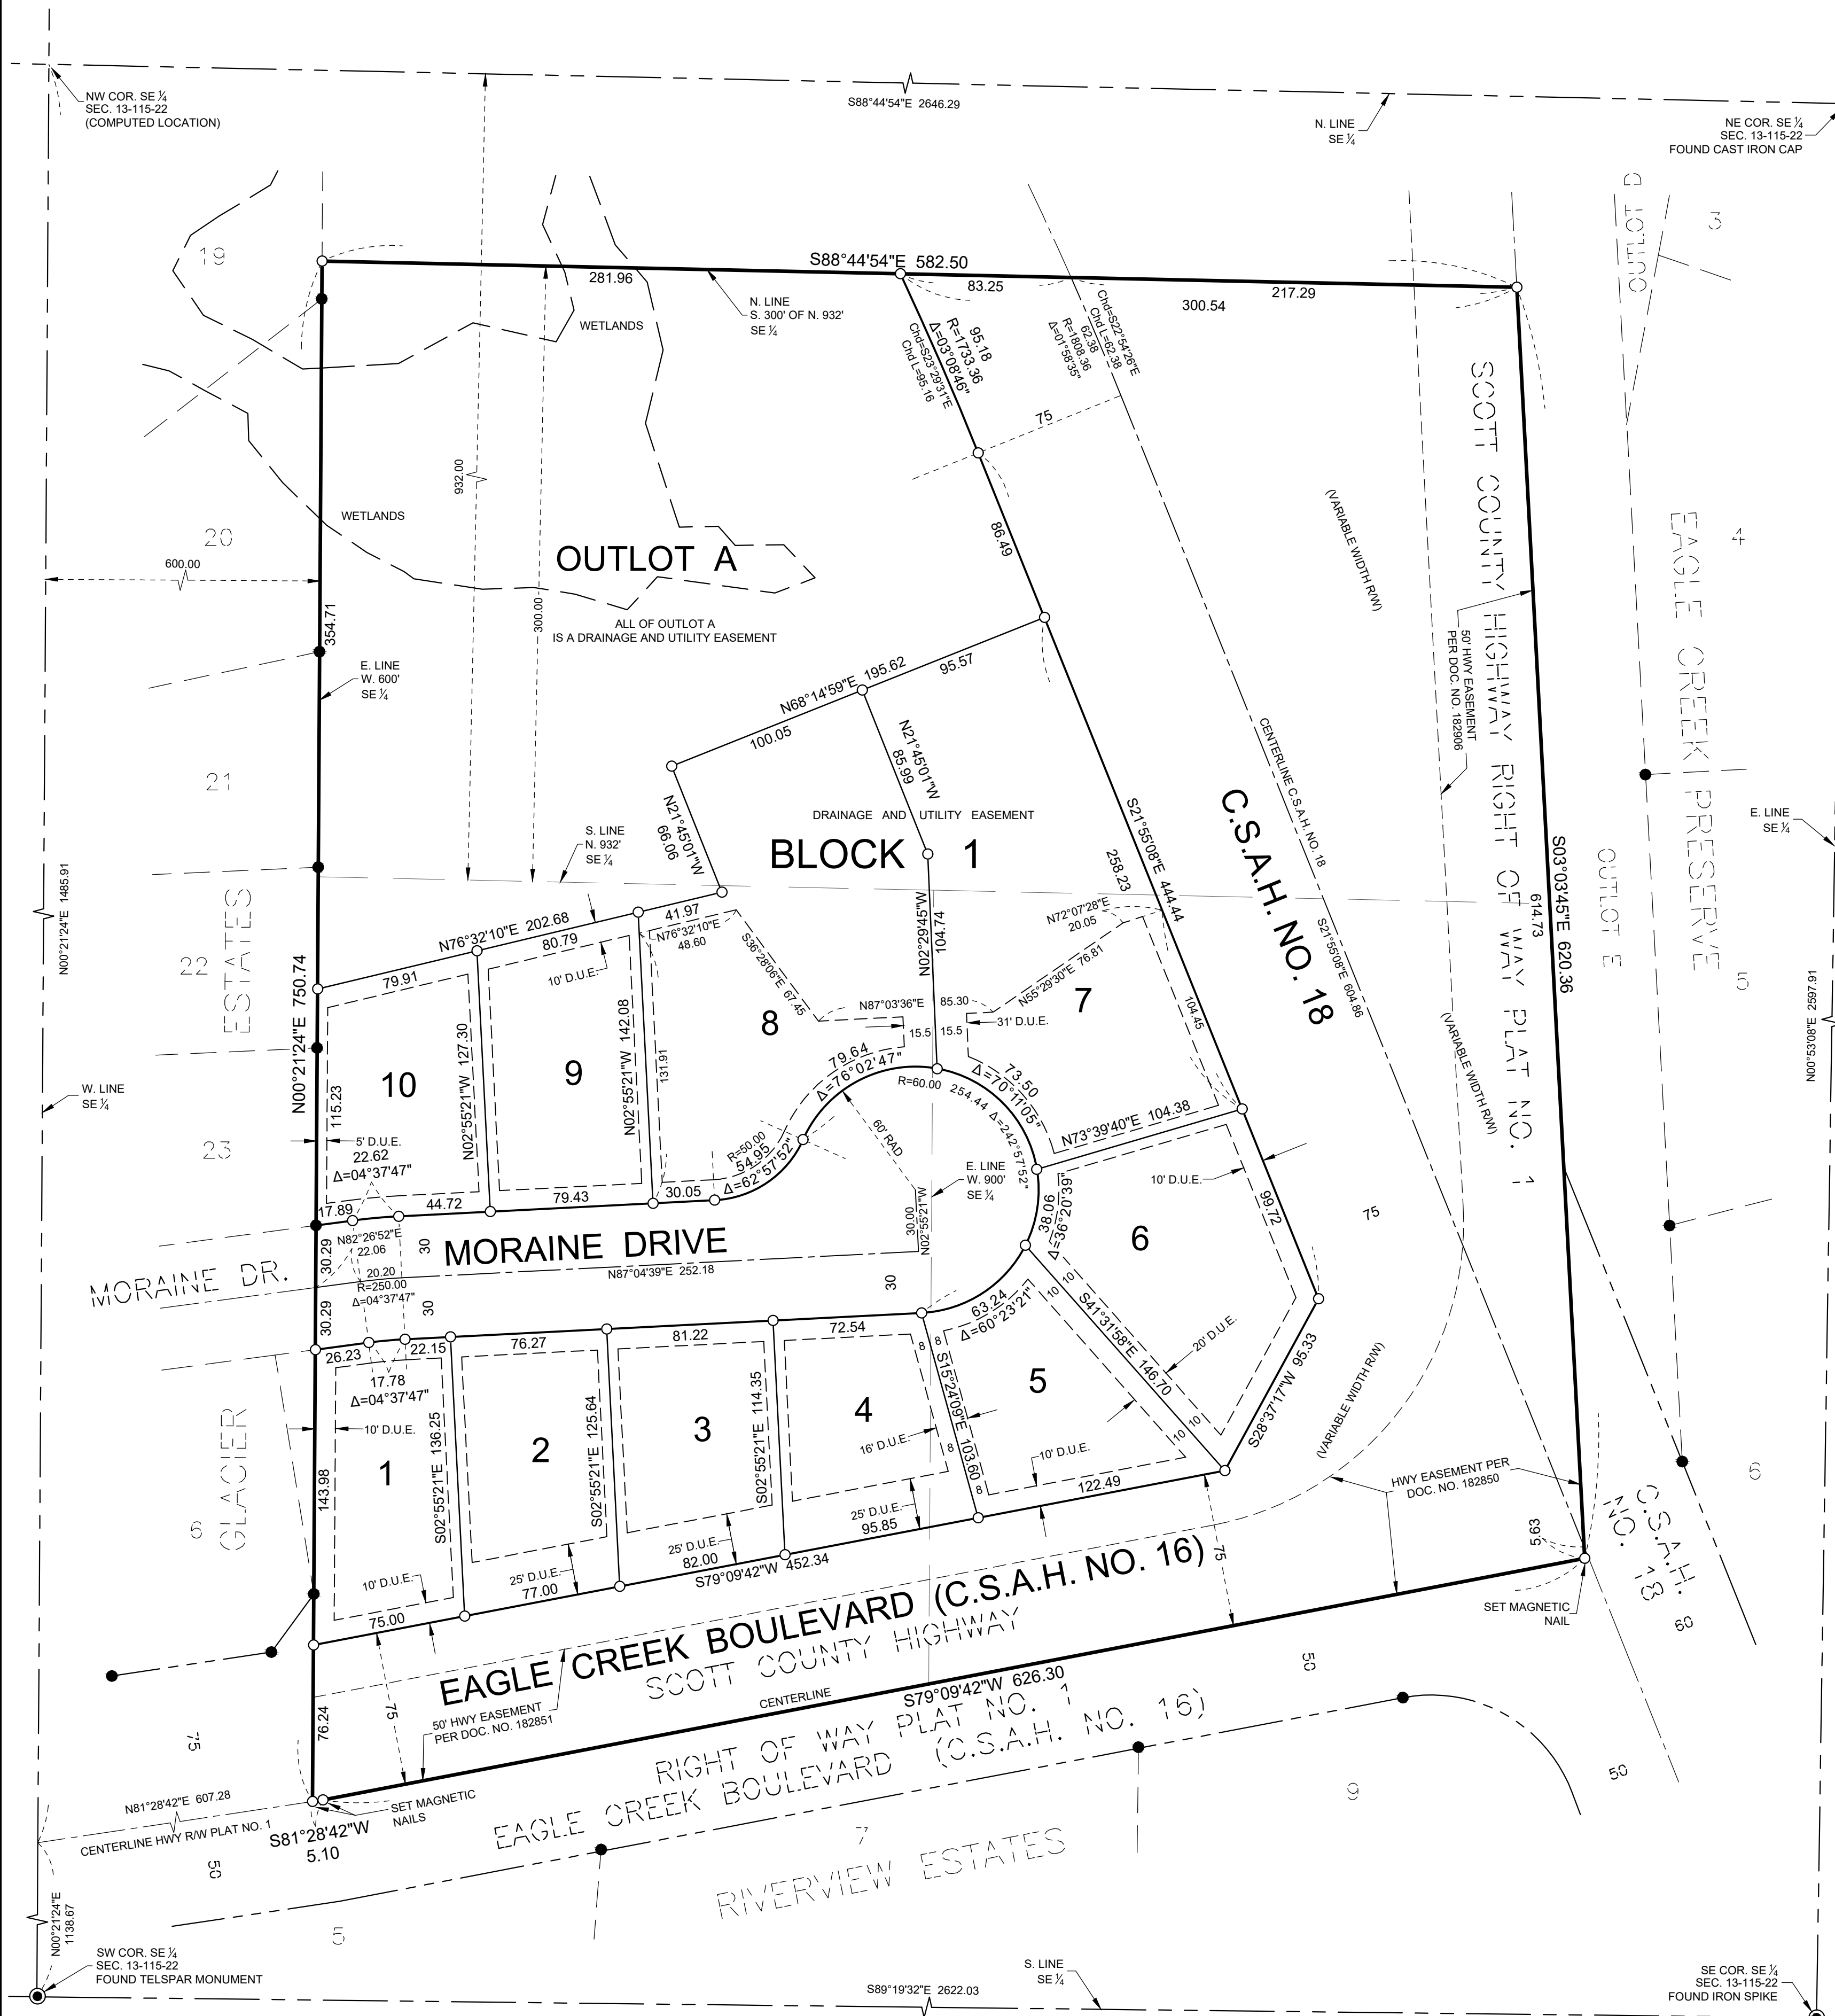 NW COR. SE ¼
SEC. 13-115-22
(COMPUTED LOCATION)
S88°44'54"E 2646.29
N. LINE
SE ¼
NE COR. SE ¼
SEC. 13-115-22
FOUND CAST IRON CAP
19
S88°44'54"E 582.50
281.96
83.25
300.54
217.29
N. LINE
S. 300' OF N. 932'
SE ¼
WETLANDS
95.18
R=1733.36
Δ=03°08'46"
Chd=S23°29'31"E
Chd L=95.16
Chd=S22°54'26"E
Chd L=62.38
62.38
R=1808.36
Δ=01°58'35"
75
86.49
OUTLOT D
3
932.00
300.00
WETLANDS
20
600.00
OUTLOT A
ALL OF OUTLOT A
IS A DRAINAGE AND UTILITY EASEMENT
354.71
E. LINE
W. 600'
SE ¼
(VARIABLE WIDTH R/W)
SCOTT COUNTY HIGHWAY RIGHT OF WAY PLAT NO. 1
50' HWY EASEMENT
PER DOC. NO. 182906
EAGLE CREEK PRESERVE
4
N68°14'59"E 195.62
95.57
100.05
N21°45'01"W
85.99
N21°45'01"W
66.06
21
DRAINAGE AND UTILITY EASEMENT
BLOCK 1
S. LINE
N. 932'
SE ¼
CENTERLINE C.S.A.H. NO. 18
C.S.A.H. NO. 18
S21°55'08"E 604.86
S21°55'08"E 444.44
258.23
E. LINE
SE ¼
S03°03'45"E 620.36
614.73
OUTLOT E
5
N00°21'24"E 1485.91
ESTATES
22
N76°32'10"E 202.68
79.91
80.79
41.97
N76°32'10"E
48.60
10' D.U.E.
S36°28'06"E 67.45
N02°29'45"W
104.74
N72°07'28"E
20.05
N55°29'30"E 76.81
N87°03'36"E
85.30
15.5
15.5
31' D.U.E.
7
8
104.45
(VARIABLE WIDTH R/W)
N00°53'08"E 2597.91
N00°21'24"E 750.74
10
9
115.23
N02°55'21"W 127.30
N02°55'21"W 142.08
131.91
79.64
Δ=76°02'47"
R=60.00
254.44 Δ=242°57'52"
73.50
Δ=70°11'05"
60' RAD
R=50.00
54.95
Δ=62°57'52"
N73°39'40"E 104.38
W. LINE
SE ¼
23
5' D.U.E.
22.62
Δ=04°37'47"
17.89
44.72
79.43
30.05
E. LINE
W. 900'
SE ¼
10' D.U.E.
99.72
38.06
Δ=36°20'39"
6
75
30.29
N82°26'52"E
22.06
30
MORAINE DRIVE
30.00
N02°55'21"W
MORAINE DR.
20.20
R=250.00
Δ=04°37'47"
N87°04'39"E 252.18
30
30
30.29
63.24
Δ=60°23'21"
10
10
S41°31'58"E 146.70
20' D.U.E.
10
10
S28°37'17"W 95.33
(VARIABLE WIDTH R/W)
26.23
22.15
76.27
81.22
72.54
17.78
Δ=04°37'47"
10' D.U.E.
8
8
S15°24'09"E 103.60
5
4
3
2
1
16' D.U.E.
8
8
10' D.U.E.
GLACIER
6
143.98
S02°55'21"E 136.25
S02°55'21"E 125.64
S02°55'21"E 114.35
10' D.U.E.
25' D.U.E.
25' D.U.E.
25' D.U.E.
75.00
77.00
82.00
95.85
122.49
S79°09'42"W 452.34
HWY EASEMENT PER
DOC. NO. 182850
5.63
SET MAGNETIC
NAIL
C.S.A.H.
NO. 18
60
6
75
EAGLE CREEK BOULEVARD (C.S.A.H. NO. 16)
SCOTT COUNTY HIGHWAY
CENTERLINE
S79°09'42"W 626.30
RIGHT OF WAY PLAT NO. 1
EAGLE CREEK BOULEVARD (C.S.A.H. NO. 16)
50
50
76.24
75
50' HWY EASEMENT
PER DOC. NO. 182851
75
N81°28'42"E 607.28
CENTERLINE HWY R/W PLAT NO. 1
SET MAGNETIC
NAILS
S81°28'42"W
5.10
50
7
9
RIVERVIEW ESTATES
5
N00°21'24"E
1138.67
SW COR. SE ¼
SEC. 13-115-22
FOUND TELSPAR MONUMENT
S89°19'32"E 2622.03
S. LINE
SE ¼
SE COR. SE ¼
SEC. 13-115-22
FOUND IRON SPIKE